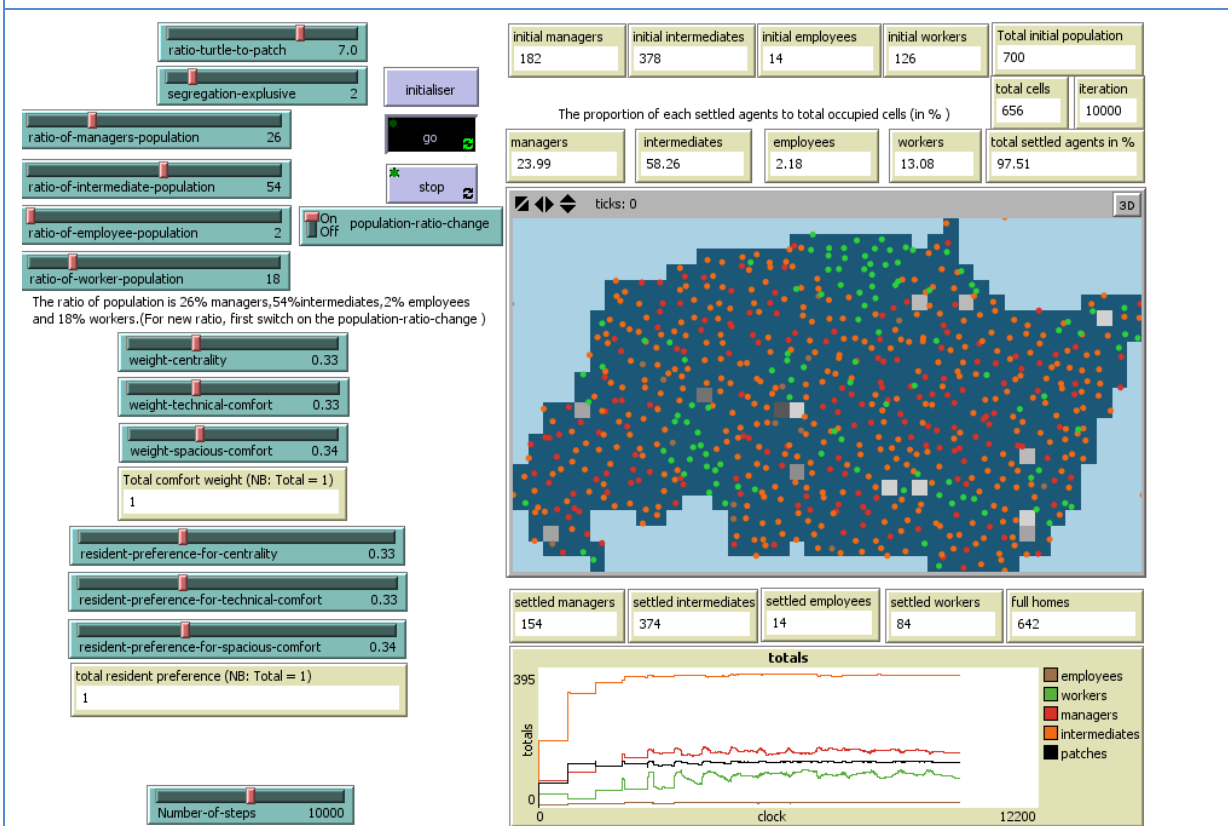 ratio-turtle-to-patch 7.0
segregation-explusive 2
initialiser
ratio-of-managers-population 26
go
ratio-of-intermediate-population 54
stop
ratio-of-employee-population 2
On
Off
population-ratio-change
ratio-of-worker-population 18
The ratio of population is 26% managers,54%intermediates,2% employees
and 18% workers.(For new ratio, first switch on the population-ratio-change )
weight-centrality 0.33
weight-technical-comfort 0.33
weight-spacious-comfort 0.34
Total comfort weight (NB: Total = 1)
1
resident-preference-for-centrality 0.33
resident-preference-for-technical-comfort 0.33
resident-preference-for-spacious-comfort 0.34
total resident preference (NB: Total = 1)
1
Number-of-steps 10000
initial managers
182
initial intermediates
378
initial employees
14
initial workers
126
Total initial population
700
total cells
656
iteration
10000
The proportion of each settled agents to total occupied cells (in % )
managers
23.99
intermediates
58.26
employees
2.18
workers
13.08
total settled agents in %
97.51
ticks: 0
3D
settled managers
154
settled intermediates
374
settled employees
14
settled workers
84
full homes
642
totals
395
totals
0
0
clock
12200
employees
workers
managers
intermediates
patches